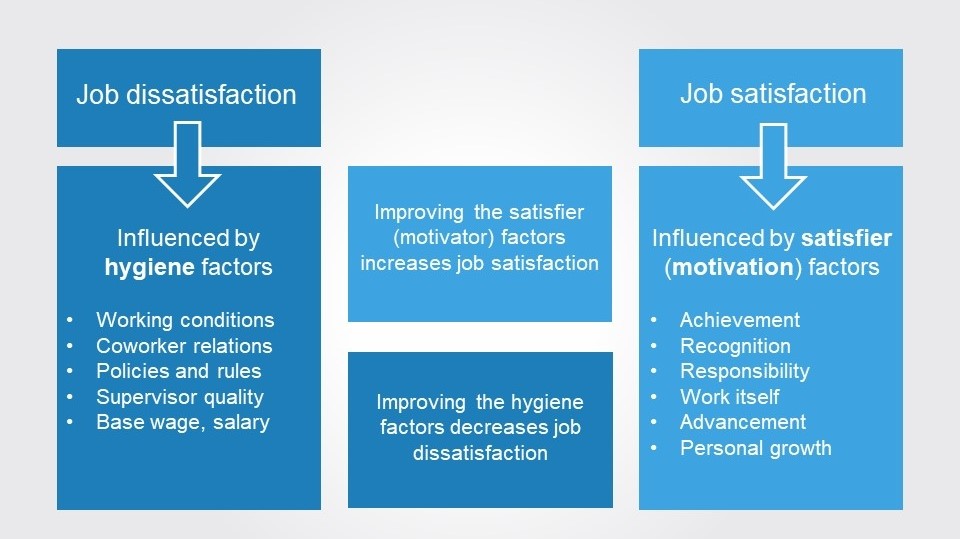 Job dissatisfaction
Influenced by
hygiene factors
• Working conditions
• Coworker relations
• Policies and rules
• Supervisor quality
• Base wage, salary
Improving the satisfier
(motivator) factors
increases job satisfaction
Improving the hygiene
factors decreases job
dissatisfaction
Job satisfaction
Influenced by satisfier
(motivation) factors
• Achievement
• Recognition
• Responsibility
• Work itself
• Advancement
• Personal growth